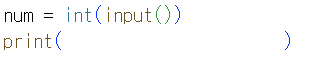 num = int(input())
print(                         )